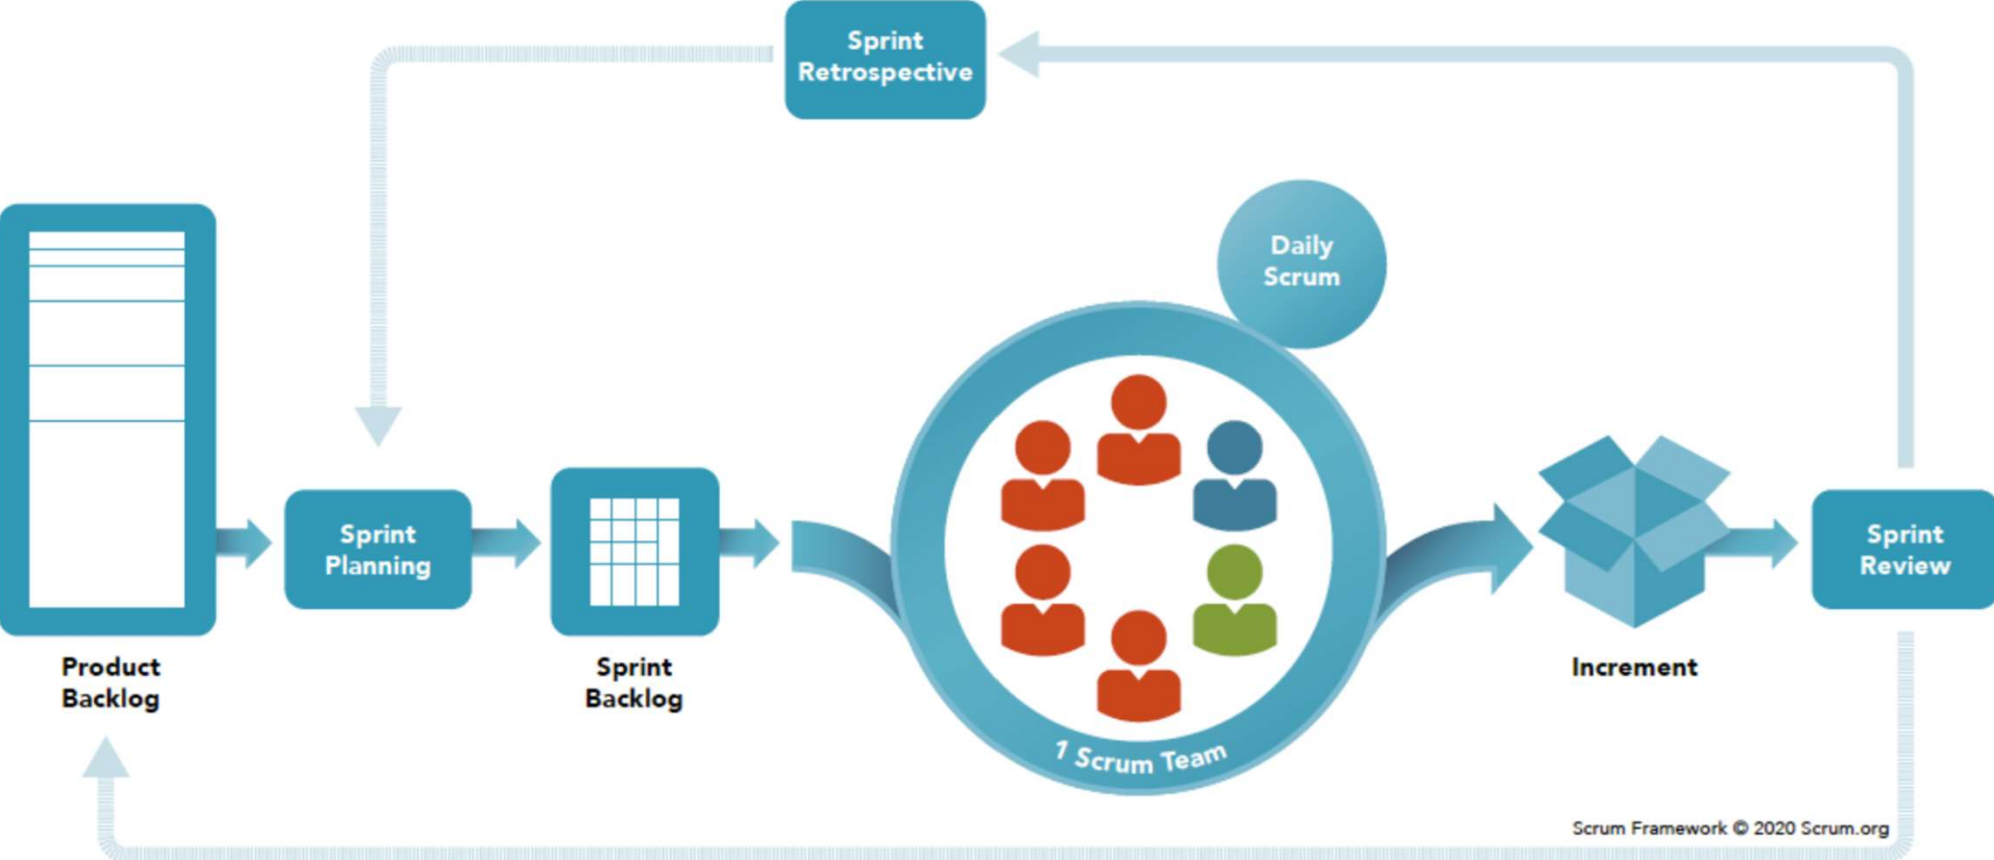 Sprint
Retrospective
Daily
Scrum
Sprint
Planning
Sprint
Review
Product
Backlog
Sprint
Backlog
Increment
1 Scrum Team
Scrum Framework © 2020 Scrum.org